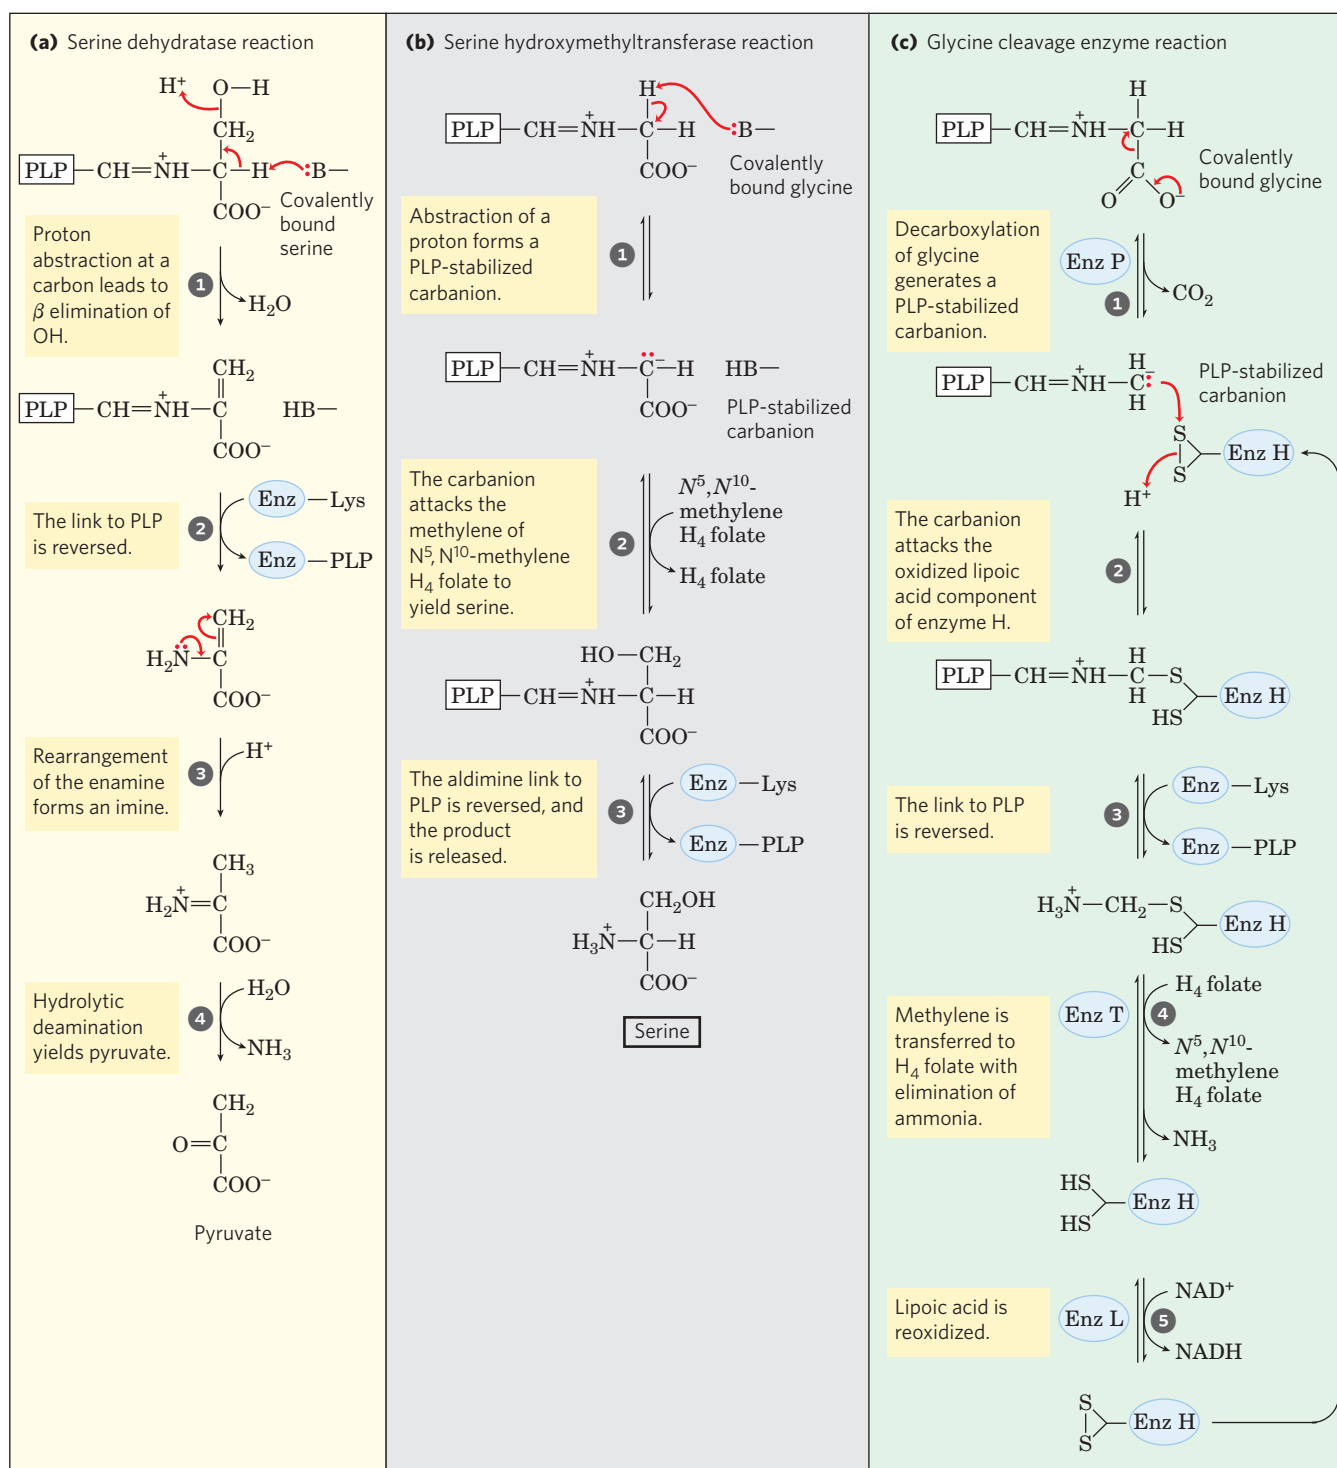 (a) Serine dehydratase reaction
H⁺
O—H
CH₂
PLP—CH=N⁺H—C—H :B—
COO⁻
Covalently
bound
serine
Proton
abstraction at a
carbon leads to
β elimination of
OH.
1
H₂O
CH₂
PLP—CH=N⁺H—C HB—
COO⁻
The link to PLP
is reversed.
2
Enz—Lys
Enz—PLP
CH₂
H₂N—C
COO⁻
Rearrangement
of the enamine
forms an imine.
3
H⁺
CH₃
H₂N⁺=C
COO⁻
Hydrolytic
deamination
yields pyruvate.
4
H₂O
NH₃
CH₂
O=C
COO⁻
Pyruvate
(b) Serine hydroxymethyltransferase reaction
H
PLP—CH=N⁺H—C—H :B—
COO⁻
Covalently
bound glycine
Abstraction of a
proton forms a
PLP-stabilized
carbanion.
1
PLP—CH=N⁺H—C⁻—H HB—
COO⁻
PLP-stabilized
carbanion
The carbanion
attacks the
methylene of
N⁵, N¹⁰-methylene
H₄ folate to
yield serine.
2
N⁵,N¹⁰-
methylene
H₄ folate
H₄ folate
HO—CH₂
PLP—CH=N⁺H—C—H
COO⁻
The aldimine link to
PLP is reversed, and
the product
is released.
3
Enz—Lys
Enz—PLP
CH₂OH
H₃N⁺—C—H
COO⁻
Serine
(c) Glycine cleavage enzyme reaction
H
PLP—CH=N⁺H—C—H
C
O O⁻
Covalently
bound glycine
Decarboxylation
of glycine
generates a
PLP-stabilized
carbanion.
Enz P
1
CO₂
H
PLP—CH=N⁺H—C:⁻
H
PLP-stabilized
carbanion
S
S
Enz H
H⁺
The carbanion
attacks the
oxidized lipoic
acid component
of enzyme H.
2
H
PLP—CH=N⁺H—C—S
H
HS
Enz H
The link to PLP
is reversed.
3
Enz—Lys
Enz—PLP
H₃N⁺—CH₂—S
HS
Enz H
Methylene is
transferred to
H₄ folate with
elimination of
ammonia.
Enz T
4
H₄ folate
N⁵,N¹⁰-
methylene
H₄ folate
NH₃
HS
HS
Enz H
Lipoic acid is
reoxidized.
Enz L
5
NAD⁺
NADH
S
S
Enz H